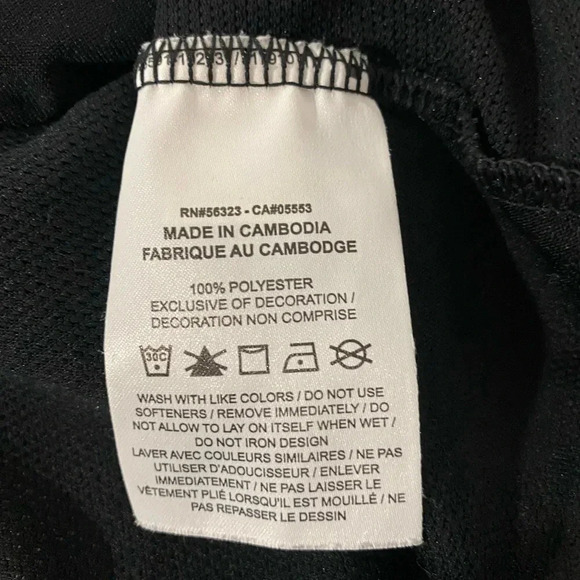 RN#56323 - CA#05553
MADE IN CAMBODIA
FABRIQUE AU CAMBODGE
100% POLYESTER
EXCLUSIVE OF DECORATION /
DECORATION NON COMPRISE
30C
WASH WITH LIKE COLORS / DO NOT USE
SOFTENERS / REMOVE IMMEDIATELY / DO
NOT ALLOW TO LAY ON ITSELF WHEN WET /
DO NOT IRON DESIGN
LAVER AVEC COULEURS SIMILAIRES / NE PAS
UTILISER D'ADOUCISSEUR / ENLEVER
IMMÉDIATEMENT / NE PAS LAISSER LE
VÊTEMENT PLIÉ LORSQU'IL EST MOUILLÉ / NE
PAS REPASSER LE DESSIN